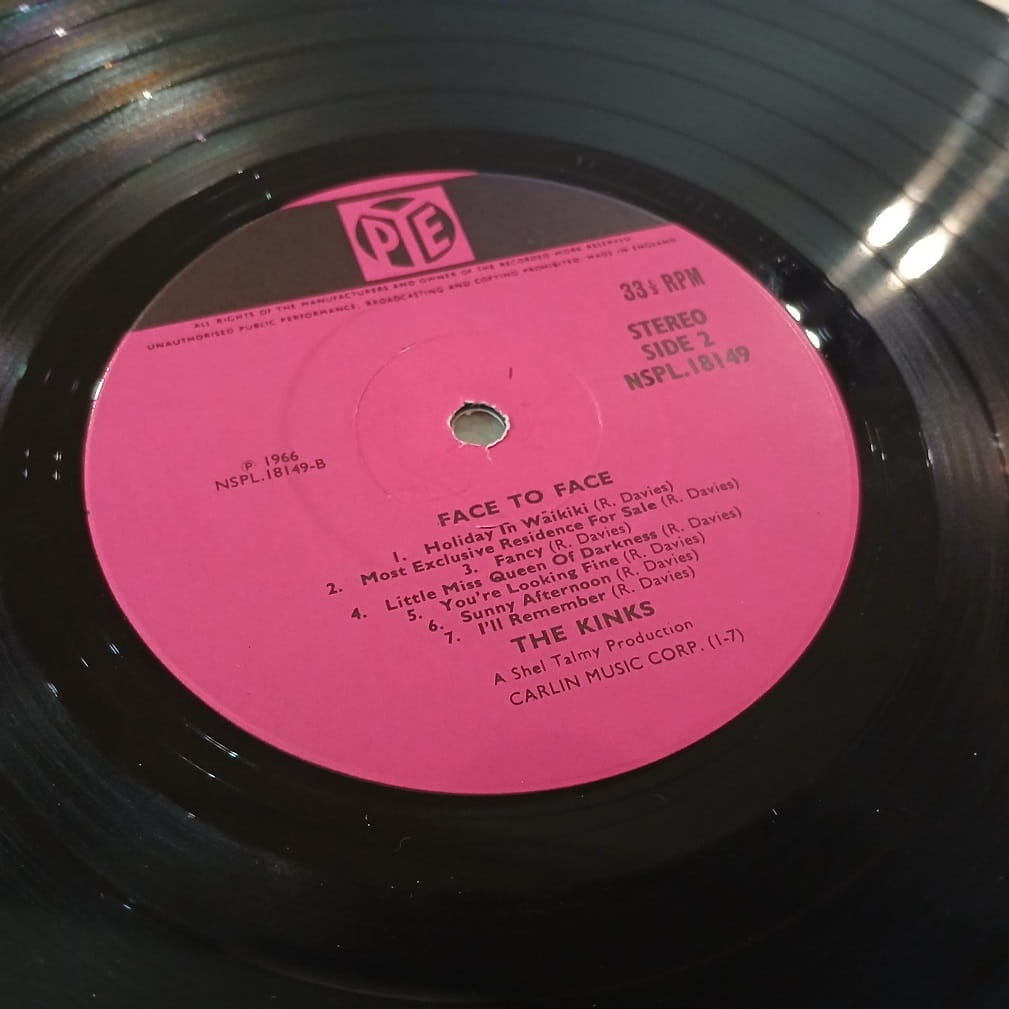 PYE
ALL RIGHTS OF THE MANUFACTURERS AND OWNER OF THE RECORDED WORK RESERVED
UNAUTHORISED PUBLIC PERFORMANCE, BROADCASTING AND COPYING PROHIBITED. MADE IN ENGLAND
33⅓ RPM
STEREO
SIDE 2
NSPL.18149
℗ 1966
NSPL.18149-B
FACE TO FACE
1. Holiday In Waikiki (R. Davies)
2. Most Exclusive Residence For Sale (R. Davies)
3. Fancy (R. Davies)
4. Little Miss Queen Of Darkness (R. Davies)
5. You're Looking Fine (R. Davies)
6. Sunny Afternoon (R. Davies)
7. I'll Remember (R. Davies)
THE KINKS
A Shel Talmy Production
CARLIN MUSIC CORP. (1-7)